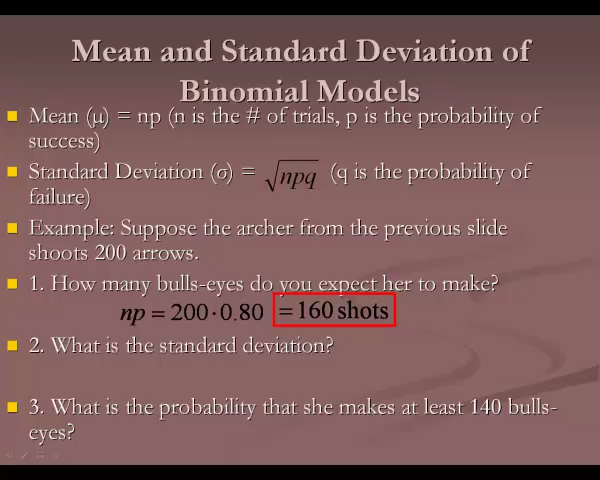 Mean and Standard Deviation of
Binomial Models
Mean (μ) = np (n is the # of trials, p is the probability of
success)
Standard Deviation (σ) = √npq (q is the probability of
failure)
Example: Suppose the archer from the previous slide
shoots 200 arrows.
1. How many bulls-eyes do you expect her to make?
np = 200·0.80 = 160 shots
2. What is the standard deviation?
3. What is the probability that she makes at least 140 bulls-
eyes?